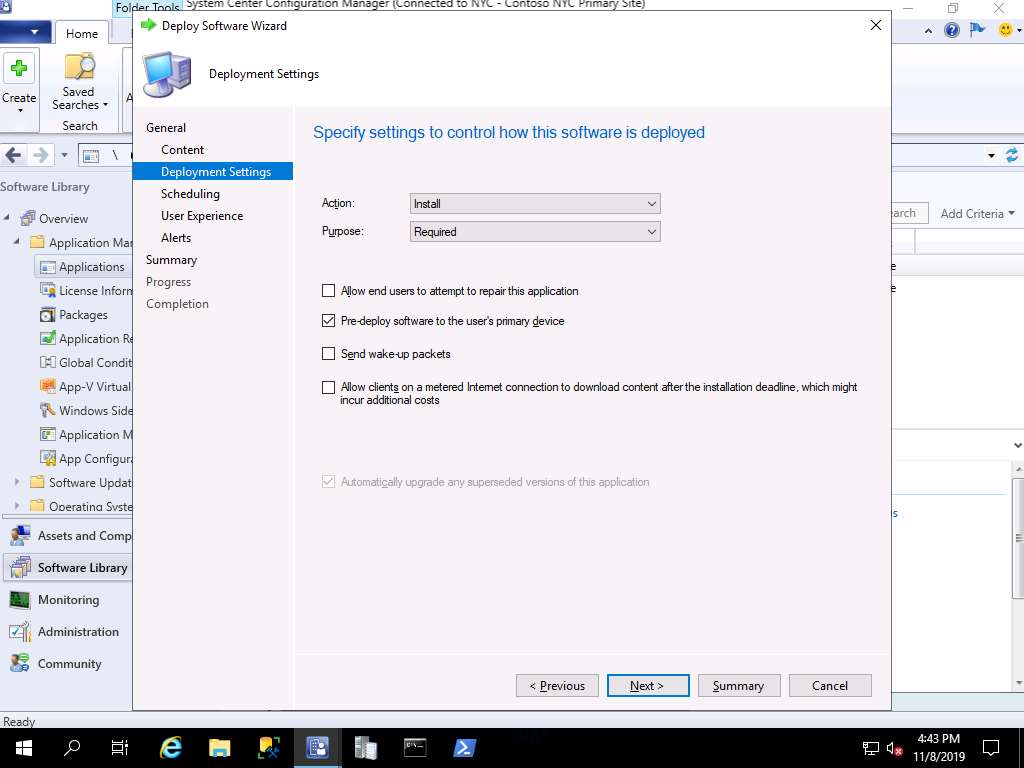 Folder Tools
System Center Configuration Manager (Connected to NYC - Contoso NYC Primary Site)
Home
Create
Saved
Searches
Search
A
\
Software Library
Overview
Application Mar
Applications
License Inforn
Packages
Application Re
Global Condit
App-V Virtual
Windows Side
Application M
App Configura
Software Updat
Operating Syste
Assets and Comp
Software Library
Monitoring
Administration
Community
Ready
Deploy Software Wizard
Deployment Settings
General
Content
Deployment Settings
Scheduling
User Experience
Alerts
Summary
Progress
Completion
Specify settings to control how this software is deployed
Action:
Install
Purpose:
Required
Allow end users to attempt to repair this application
Pre-deploy software to the user's primary device
Send wake-up packets
Allow clients on a metered Internet connection to download content after the installation deadline, which might
incur additional costs
Automatically upgrade any superseded versions of this application
< Previous
Next >
Summary
Cancel
earch
Add Criteria
e
e
s
4:43 PM
11/8/2019